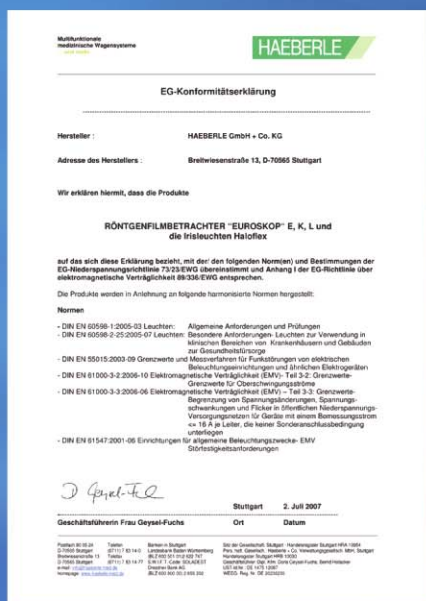 Multifunktionale
medizinische Wagensysteme
HAEBERLE
EG-Konformitätserklärung
Hersteller : HAEBERLE GmbH + Co. KG
Adresse des Herstellers : Breitwiesenstraße 13, D-70565 Stuttgart
Wir erklären hiermit, dass die Produkte
RÖNTGENFILMBETRACHTER "EUROSKOP" E, K, L und
die Irisleuchten Haloflex
auf das sich diese Erklärung bezieht, mit der/ den folgenden Norm(en) und Bestimmungen der
EG-Niederspannungsrichtlinie 73/23/EWG übereinstimmt und Anhang I der EG-Richtlinie über
elektromagnetische Verträglichkeit 89/336/EWG entsprechen.
Die Produkte werden in Anlehnung an folgende harmonisierte Normen hergestellt:
Normen
- DIN EN 60598-1:2005-03 Leuchten: Allgemeine Anforderungen und Prüfungen
- DIN EN 60598-2-25:2005-07 Leuchten: Besondere Anforderungen- Leuchten zur Verwendung in
klinischen Bereichen von Krankenhäusern und Gebäuden
zur Gesundheitsfürsorge
- DIN EN 55015:2003-09 Grenzwerte und Messverfahren für Funkstörungen von elektrischen
Beleuchtungseinrichtungen und ähnlichen Elektrogeräten
- DIN EN 61000-3-2:2006-10 Elektromagnetische Verträglichkeit (EMV)- Teil 3-2: Grenzwerte-
Grenzwerte für Oberschwingungsströme
- DIN EN 61000-3-3:2006-06 Elektromagnetische Verträglichkeit (EMV) – Teil 3-3: Grenzwerte-
Begrenzung von Spannungsänderungen, Spannungs-
schwankungen und Flicker in öffentlichen Niederspannungs-
Versorgungsnetzen für Geräte mit einem Bemessungsstrom
<= 16 A je Leiter, die keiner Sonderanschlussbedingung
unterliegen
- DIN EN 61547:2001-06 Einrichtungen für allgemeine Beleuchtungszwecke- EMV
Störfestigkeitsanforderungen
Stuttgart 2. Juli 2007
Geschäftsführerin Frau Geysel-Fuchs Ort Datum